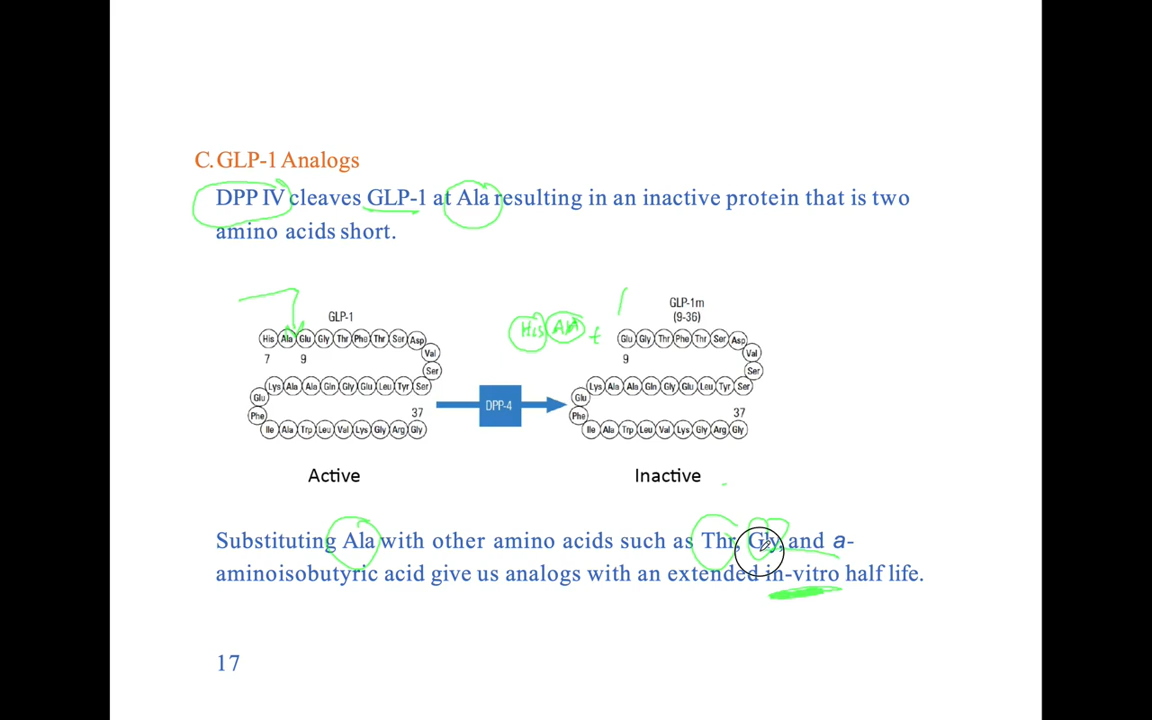 C. GLP-1 Analogs
DPP IV cleaves GLP-1 at Ala resulting in an inactive protein that is two
amino acids short.
GLP-1
His Ala Glu Gly Thr Phe Thr Ser Asp
7 9
Val
Ser
Lys Ala Ala Gln Gly Glu Leu Tyr Ser
Glu
Phe
37
Ile Ala Trp Leu Val Lys Gly Arg Gly
Active
DPP-4
His Ala +
GLP-1m
(9-36)
Glu Gly Thr Phe Thr Ser Asp
9
Val
Ser
Lys Ala Ala Gln Gly Glu Leu Tyr Ser
Glu
Phe
37
Ile Ala Trp Leu Val Lys Gly Arg Gly
Inactive
Substituting Ala with other amino acids such as Thr, Gly, and a-
aminoisobutyric acid give us analogs with an extended in-vitro half life.
17